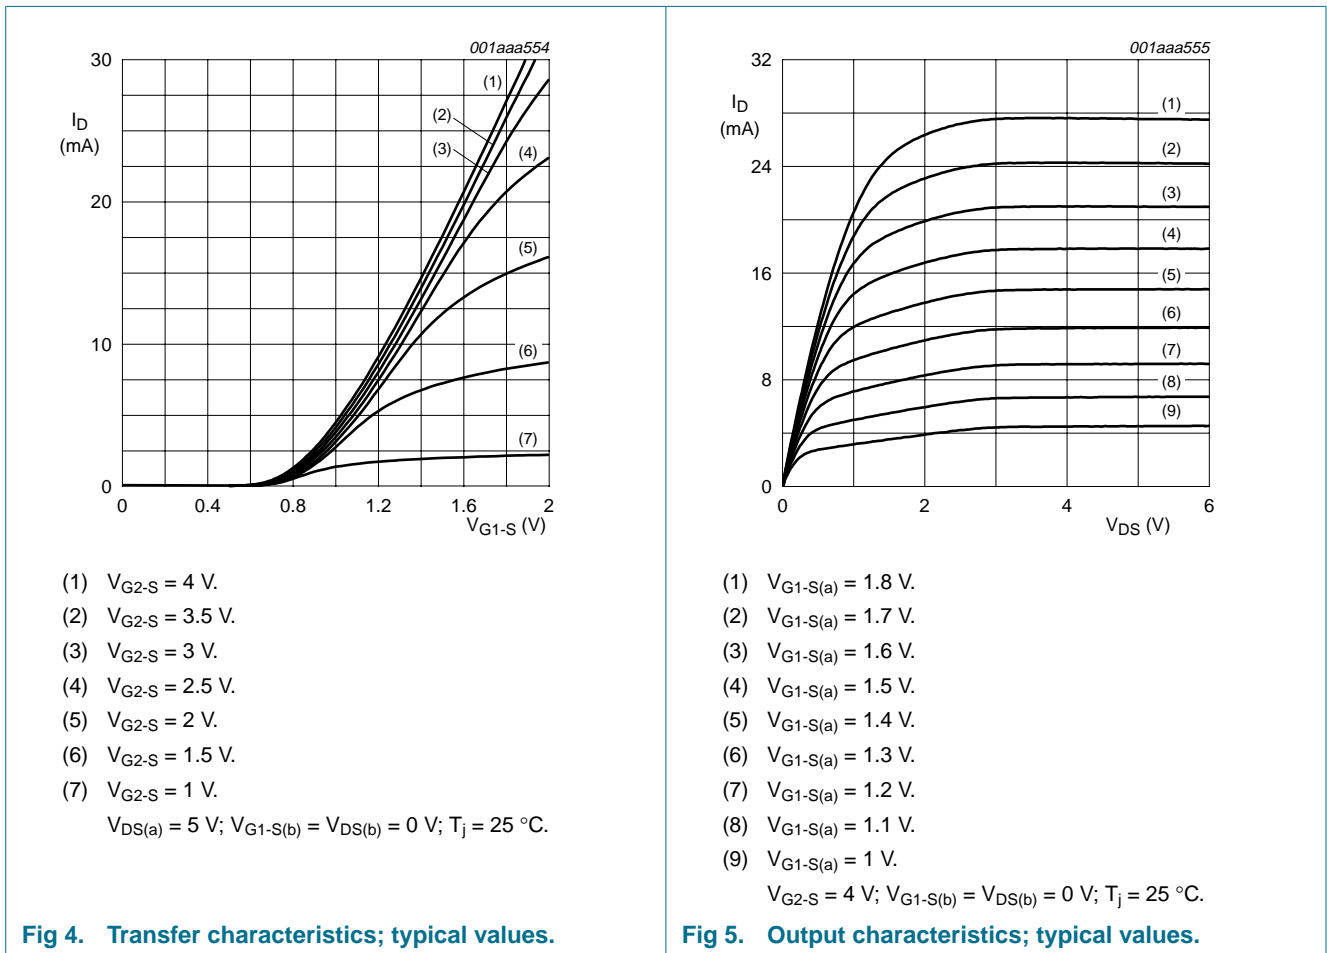 001aaa554
30
20
10
0
I_D
(mA)
(1)
(2)
(3)
(4)
(5)
(6)
(7)
0 0.4 0.8 1.2 1.6 2
V_G1-S (V)
(1) V_G2-S = 4 V.
(2) V_G2-S = 3.5 V.
(3) V_G2-S = 3 V.
(4) V_G2-S = 2.5 V.
(5) V_G2-S = 2 V.
(6) V_G2-S = 1.5 V.
(7) V_G2-S = 1 V.
V_DS(a) = 5 V; V_G1-S(b) = V_DS(b) = 0 V; T_j = 25 °C.
Fig 4. Transfer characteristics; typical values.
001aaa555
32
24
16
8
0
I_D
(mA)
(1)
(2)
(3)
(4)
(5)
(6)
(7)
(8)
(9)
0 2 4 6
V_DS (V)
(1) V_G1-S(a) = 1.8 V.
(2) V_G1-S(a) = 1.7 V.
(3) V_G1-S(a) = 1.6 V.
(4) V_G1-S(a) = 1.5 V.
(5) V_G1-S(a) = 1.4 V.
(6) V_G1-S(a) = 1.3 V.
(7) V_G1-S(a) = 1.2 V.
(8) V_G1-S(a) = 1.1 V.
(9) V_G1-S(a) = 1 V.
V_G2-S = 4 V; V_G1-S(b) = V_DS(b) = 0 V; T_j = 25 °C.
Fig 5. Output characteristics; typical values.